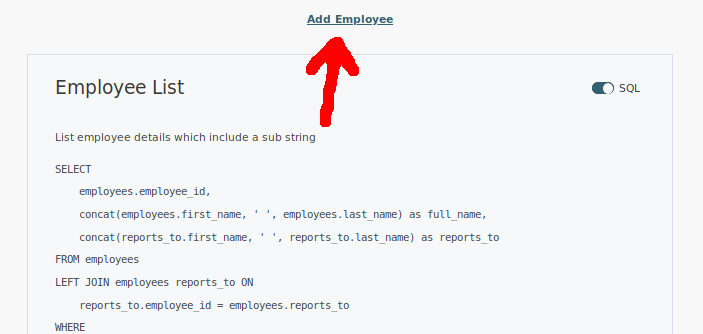 Add Employee
Employee List
SQL
List employee details which include a sub string
SELECT
employees.employee_id,
concat(employees.first_name, ' ', employees.last_name) as full_name,
concat(reports_to.first_name, ' ', reports_to.last_name) as reports_to
FROM employees
LEFT JOIN employees reports_to ON
reports_to.employee_id = employees.reports_to
WHERE